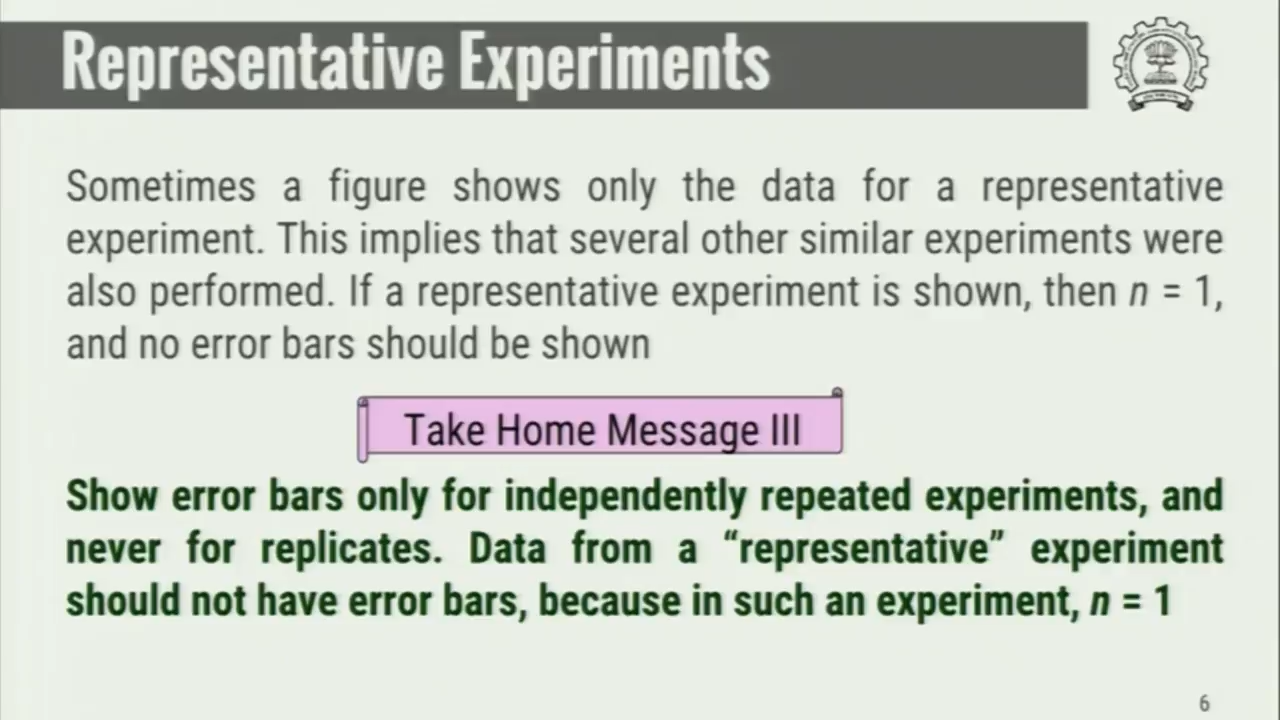 Representative Experiments
Sometimes a figure shows only the data for a representative
experiment. This implies that several other similar experiments were
also performed. If a representative experiment is shown, then n = 1,
and no error bars should be shown
Take Home Message III
Show error bars only for independently repeated experiments, and
never for replicates. Data from a “representative” experiment
should not have error bars, because in such an experiment, n = 1
6